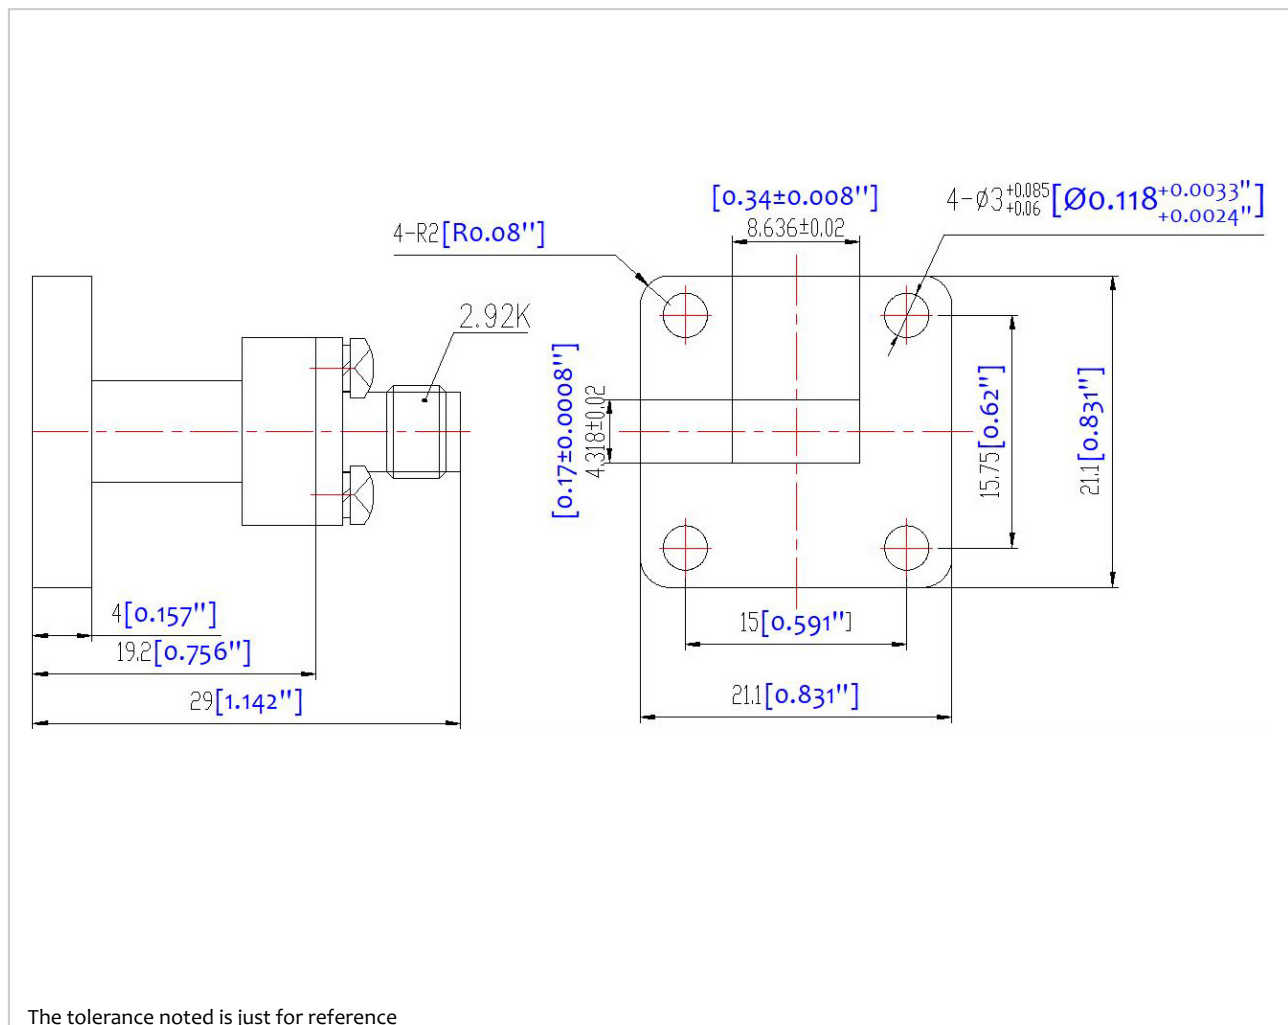 [0.34±0.008"]
8.636±0.02
4-Ø3 +0.085 +0.06 [Ø0.118 +0.0033" +0.0024"]
4-R2[R0.08"]
2.92K
[0.17±0.0008"]
4.318±0.02
15.75[0.62"]
21.1[0.831"]
4[0.157"]
19.2[0.756"]
29[1.142"]
15[0.591"]
21.1[0.831"]
The tolerance noted is just for reference